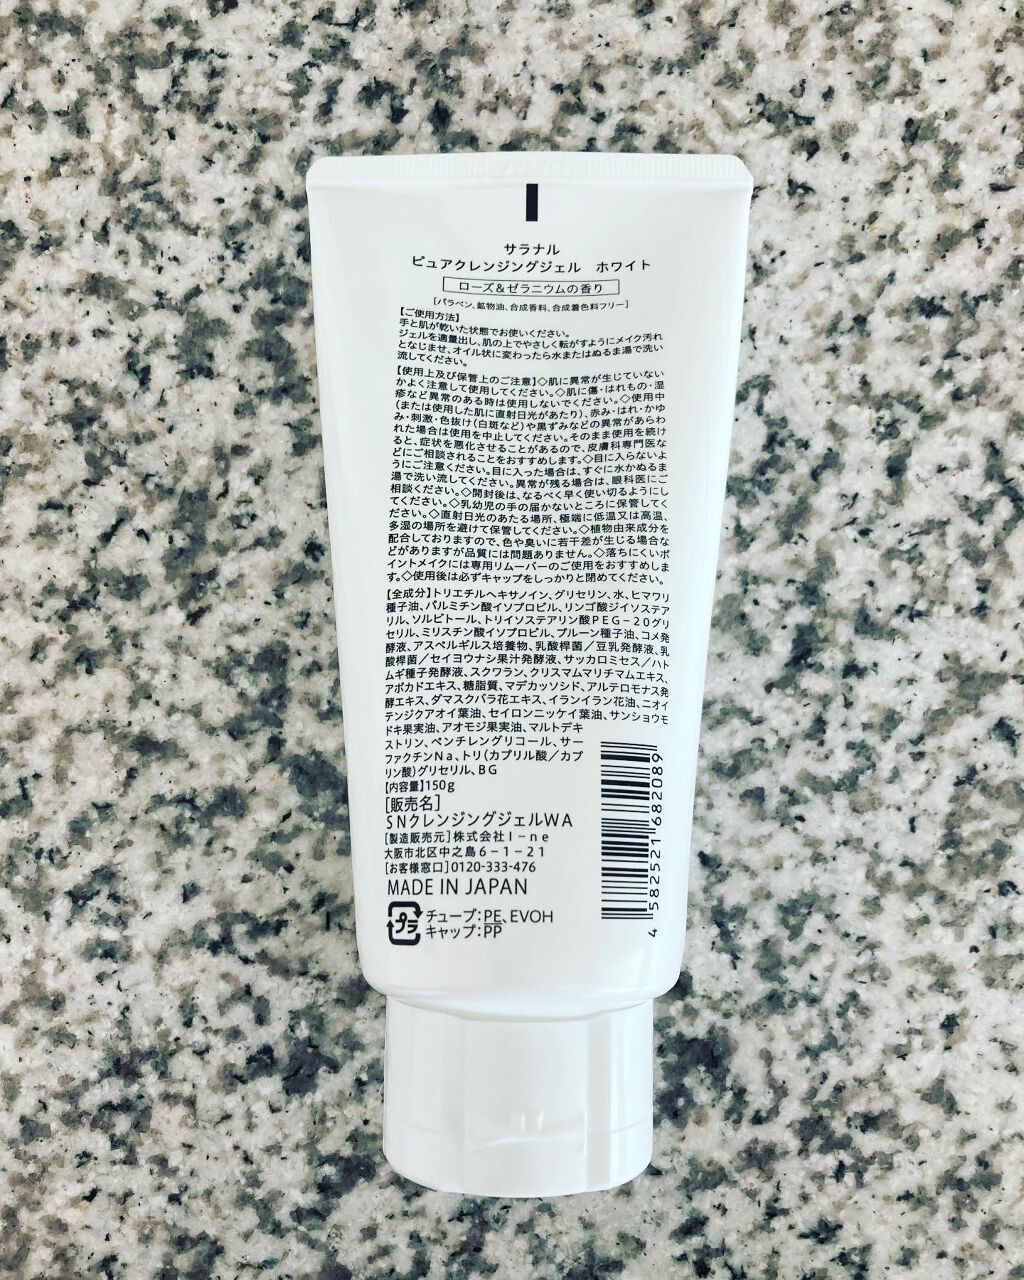 サラナル
ピュアクレンジングジェル ホワイト
ローズ&ゼラニウムの香り
[パラベン、鉱物油、合成香料、合成着色料フリー]
【ご使用方法】
手と肌が乾いた状態でお使いください。
ジェルを適量出し、肌の上でやさしく転がすようにメイク汚れ
となじませ、オイル状に変わったら水またはぬるま湯で洗い
流してください。
【使用上及び保管上のご注意】◇肌に異常が生じていない
かよく注意して使用してください。◇肌に傷・はれもの・湿
疹など異常のある時は使用しないでください。◇使用中
(または使用した肌に直射日光があたり)、赤み・はれ・かゆ
み・刺激・色抜け(白斑など)や黒ずみなどの異常があらわ
れた場合は使用を中止してください。そのまま使用を続け
ると、症状を悪化させることがあるので、皮膚科専門医な
どにご相談されることをおすすめします。◇目に入らないよ
うにご注意ください。目に入った場合は、すぐに水かぬるま
湯で洗い流してください。異常が残る場合は、眼科医にご
相談ください。◇開封後は、なるべく早く使い切るようにし
てください。◇乳幼児の手の届かないところに保管してく
ださい。◇直射日光のあたる場所、極端に低温又は高温、
多湿の場所を避けて保管してください。◇植物由来成分を
配合しておりますので、色や臭いに若干差が生じる場合な
どがありますが品質には問題ありません。◇落ちにくいポ
イントメイクには専用リムーバーのご使用をおすすめしま
す。◇使用後は必ずキャップをしっかりと閉めてください。
【全成分】トリエチルヘキサノイン、グリセリン、水、ヒマワリ
種子油、パルミチン酸イソプロピル、リンゴ酸ジイソステア
リル、ソルビトール、トリイソステアリン酸PEG-20グリ
セリル、ミリスチン酸イソプロピル、プルーン種子油、コメ発
酵液、アスペルギルス培養物、乳酸桿菌/豆乳発酵液、乳
酸桿菌/セイヨウナシ果汁発酵液、サッカロミセス/ハト
ムギ種子発酵液、スクワラン、クリスマムマリチマムエキス、
アボカドエキス、糖脂質、マデカッソシド、アルテロモナス発
酵エキス、ダマスクバラ花エキス、イランイラン花油、ニオイ
テンジクアオイ葉油、セイロンニッケイ葉油、サンショウモ
ドキ果実油、アオモジ果実油、マルトデキ
ストリン、ペンチレングリコール、サー
ファクチンNa、トリ(カプリル酸/カプ
リン酸)グリセリル、BG
【内容量】150g
[販売名]
SNクレンジングジェルWA
[製造販売元]株式会社I-ne
大阪市北区中之島6-1-21
[お客様窓口]0120-333-476
MADE IN JAPAN
プラ
チューブ:PE、EVOH
キャップ:PP
4 582521 682089